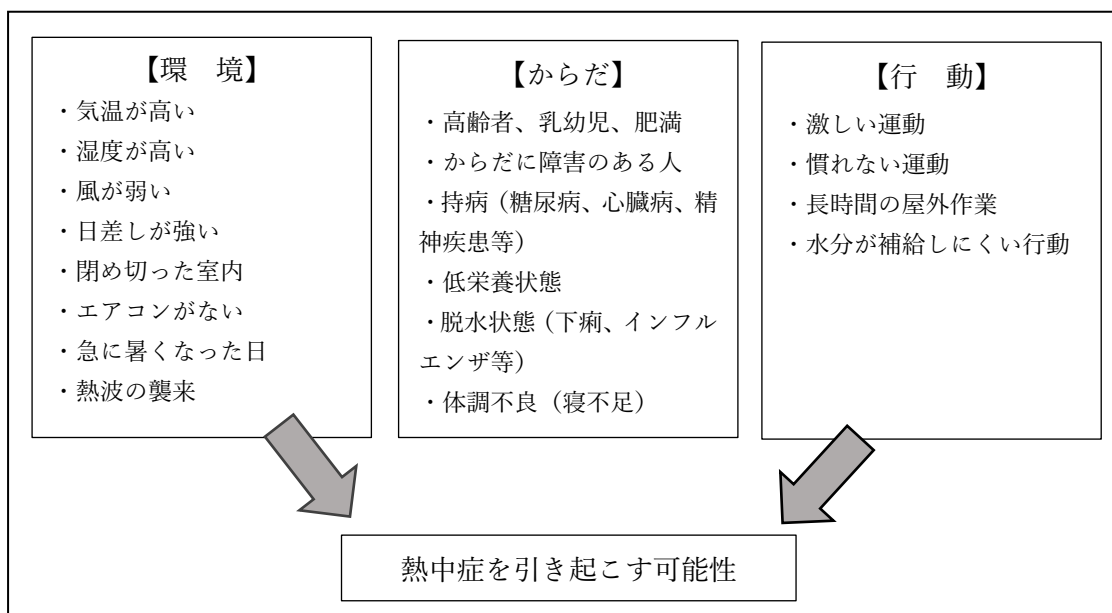 【環　境】
・気温が高い
・湿度が高い
・風が弱い
・日差しが強い
・閉め切った室内
・エアコンがない
・急に暑くなった日
・熱波の襲来
【からだ】
・高齢者、乳幼児、肥満
・からだに障害のある人
・持病（糖尿病、心臓病、精
神疾患等）
・低栄養状態
・脱水状態（下痢、インフル
エンザ等）
・体調不良（寝不足）
【行　動】
・激しい運動
・慣れない運動
・長時間の屋外作業
・水分が補給しにくい行動
熱中症を引き起こす可能性